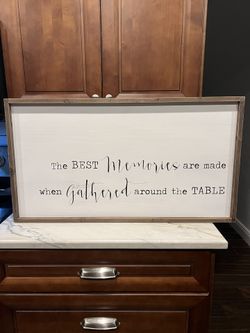 The BEST Memories are made
when Gathered around the TABLE